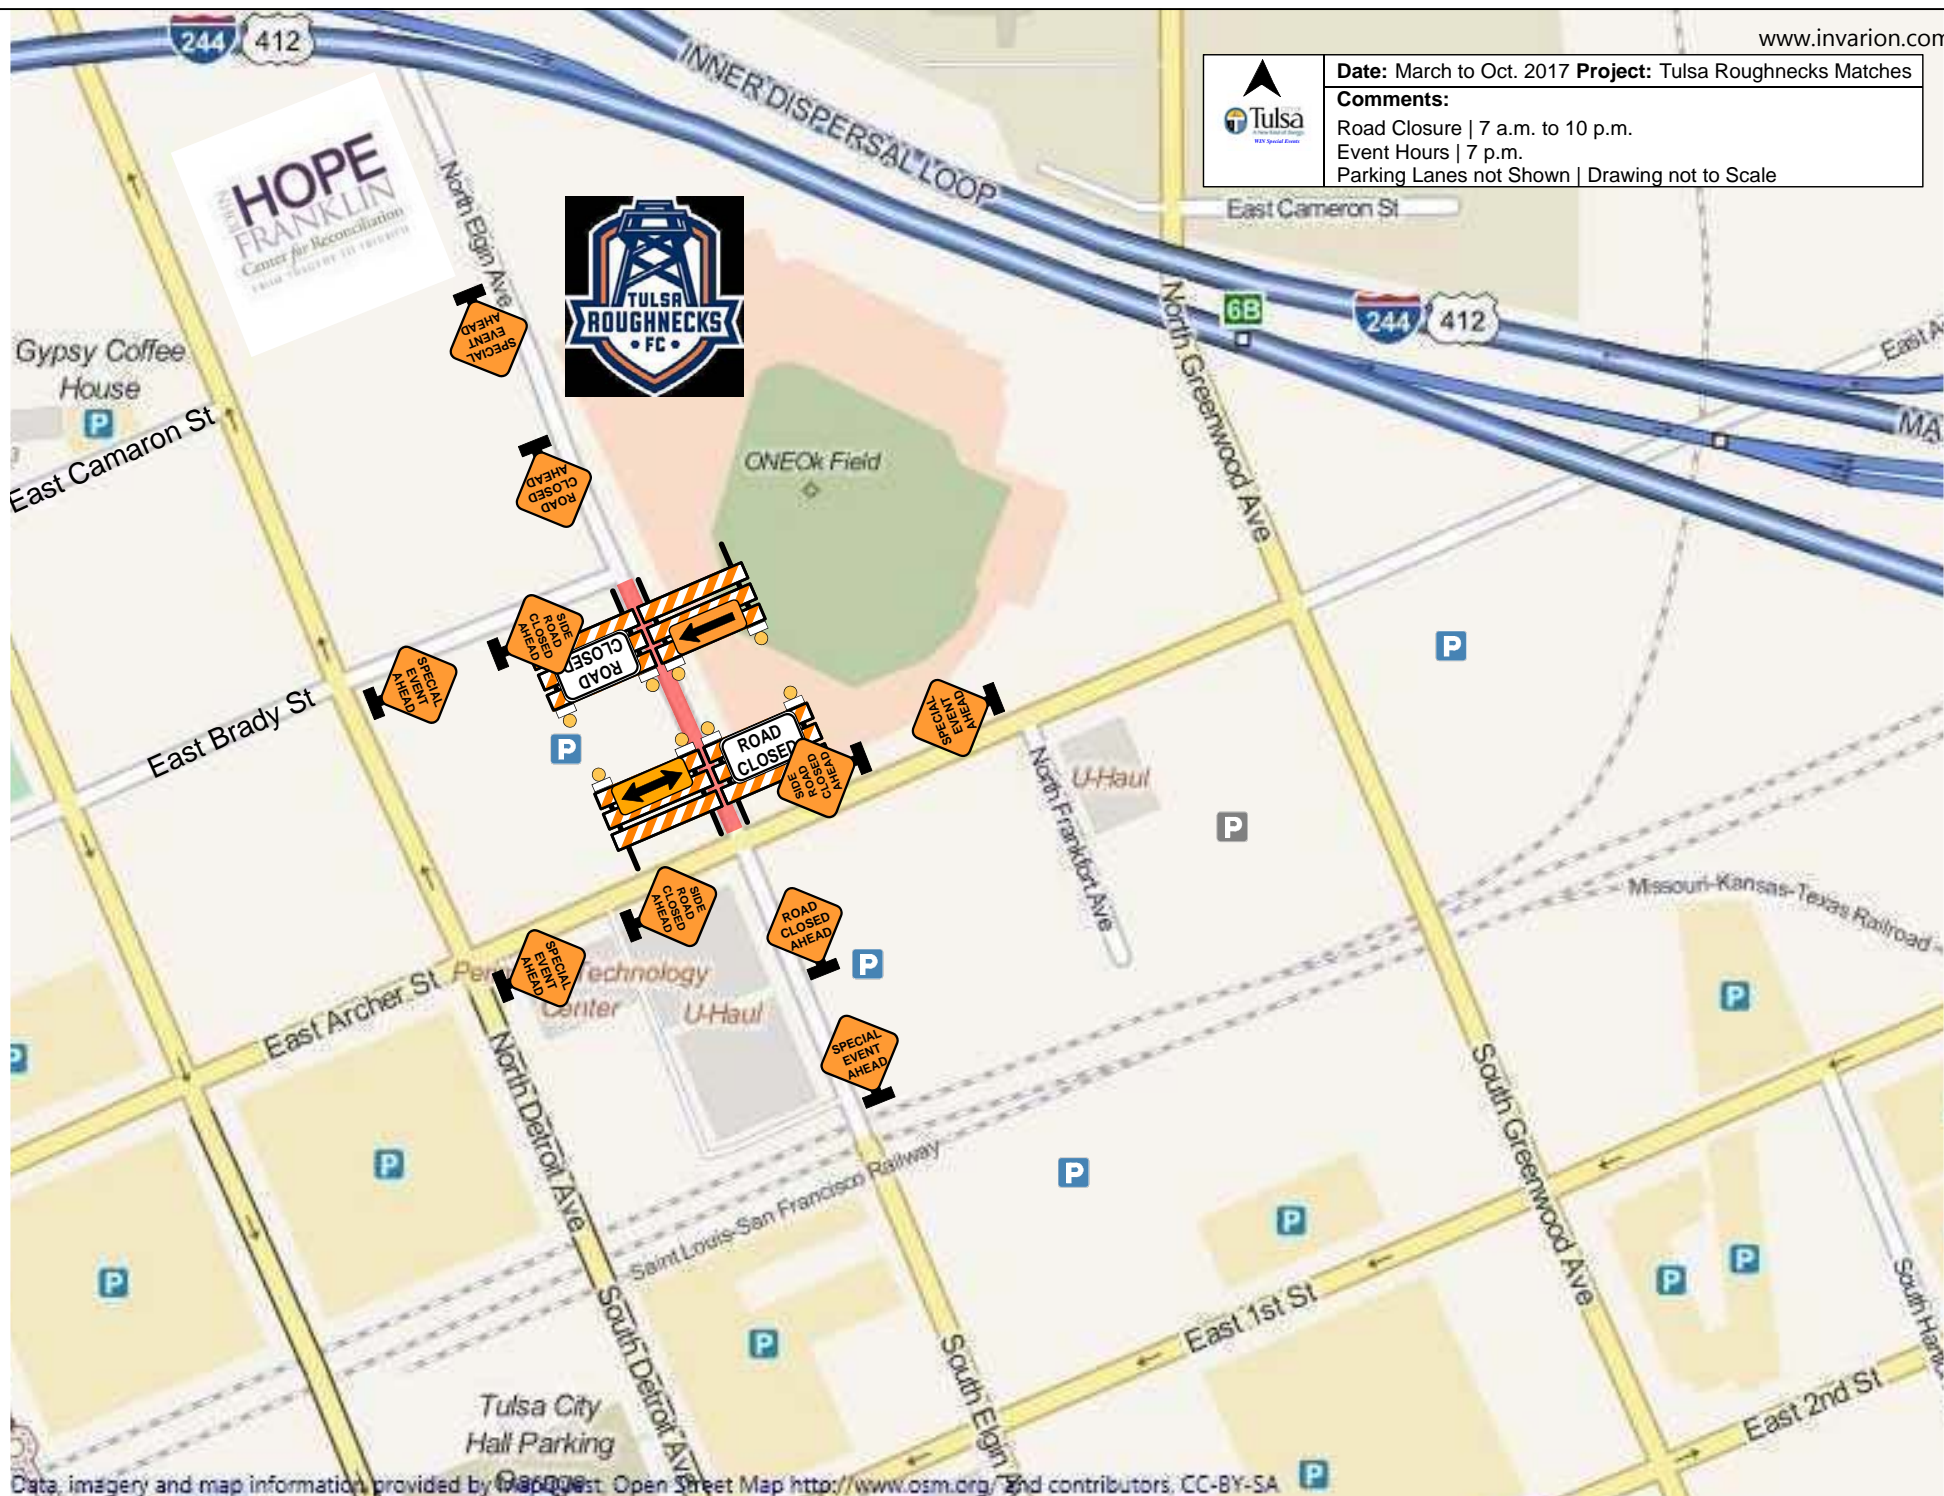 www.invarion.com
Date: March to Oct. 2017 Project: Tulsa Roughnecks Matches
Comments:
Road Closure | 7 a.m. to 10 p.m.
Event Hours | 7 p.m.
Parking Lanes not Shown | Drawing not to Scale
Tulsa
WIN Special Events
244
412
INNER DISPERSAL LOOP
East Cameron St
HOPE
FRANKLIN
Center for Reconciliation
FROM TRAGEDY TO TRIUMPH
North Elgin Ave
TULSA
ROUGHNECKS
• FC •
SPECIAL
EVENT
AHEAD
6B
244
412
North Greenwood Ave
MA
Gypsy Coffee
House
P
East Camaron St
ROAD
CLOSED
AHEAD
ONEOk Field
SIDE
ROAD
CLOSED
AHEAD
ROAD
CLOSED
SPECIAL
EVENT
AHEAD
P
East Brady St
P
SPECIAL
EVENT
AHEAD
ROAD
CLOSED
SIDE
ROAD
CLOSED
AHEAD
U-Haul
North Frankfort Ave
P
SIDE
ROAD
CLOSED
AHEAD
ROAD
CLOSED
AHEAD
P
SPECIAL
EVENT
AHEAD
Technology
Center
U-Haul
East Archer St
Missouri-Kansas-Texas Railroad
P
P
SPECIAL
EVENT
AHEAD
North Detroit Ave
South Greenwood Ave
P
Saint Louis-San Francisco Railway
P
P
P
P
P
P
South Detroit Ave
East 1st St
South Elgin
East 2nd St
Tulsa City
Hall Parking
P
Data, imagery and map information provided by MapQuest, Open Street Map http://www.osm.org/ and contributors, CC-BY-SA